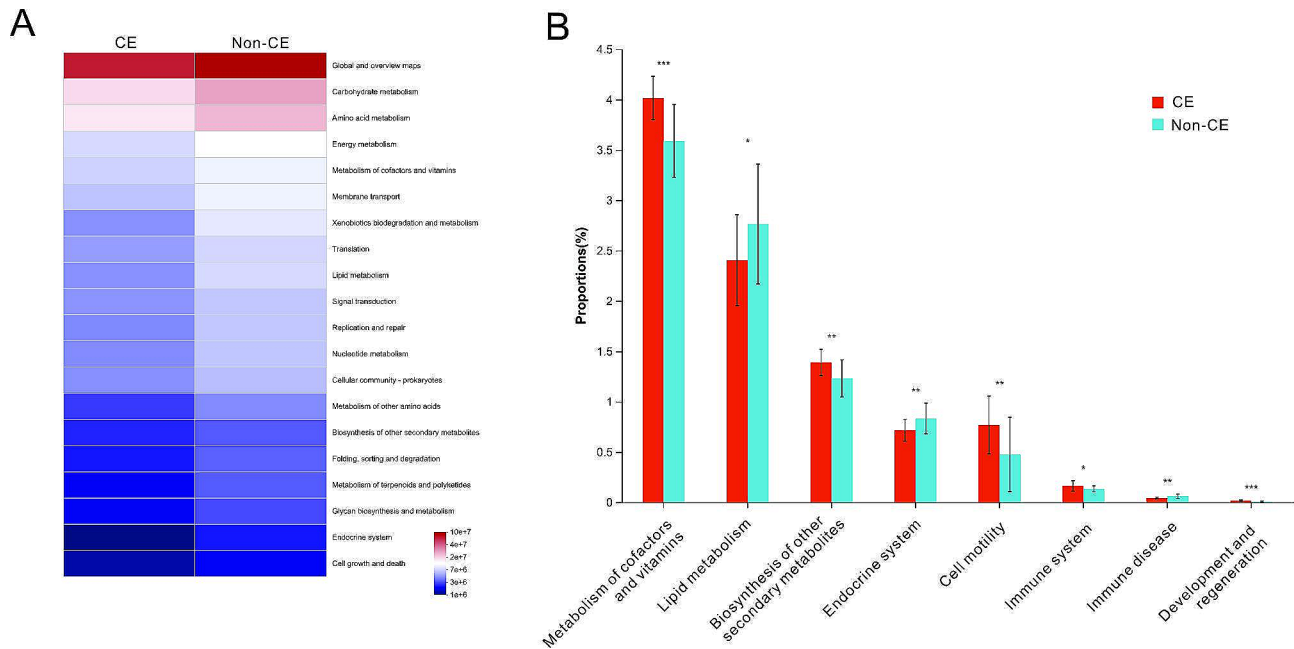 A
CE
Non-CE
Global and overview maps
Carbohydrate metabolism
Amino acid metabolism
Energy metabolism
Metabolism of cofactors and vitamins
Membrane transport
Xenobiotics biodegradation and metabolism
Translation
Lipid metabolism
Signal transduction
Replication and repair
Nucleotide metabolism
Cellular community - prokaryotes
Metabolism of other amino acids
Biosynthesis of other secondary metabolites
Folding, sorting and degradation
Metabolism of terpenoids and polyketides
Glycan biosynthesis and metabolism
Endocrine system
Cell growth and death
10e+7
4e+7
2e+7
7e+6
3e+6
1e+6
B
Proportions(%)
4.5
4
3.5
3
2.5
2
1.5
1
0.5
0
***
*
**
**
**
*
**
***
CE
Non-CE
Metabolism of cofactors
and vitamins
Lipid metabolism
Biosynthesis of other
secondary metabolites
Endocrine system
Cell motility
Immune system
Immune disease
Development and
regeneration